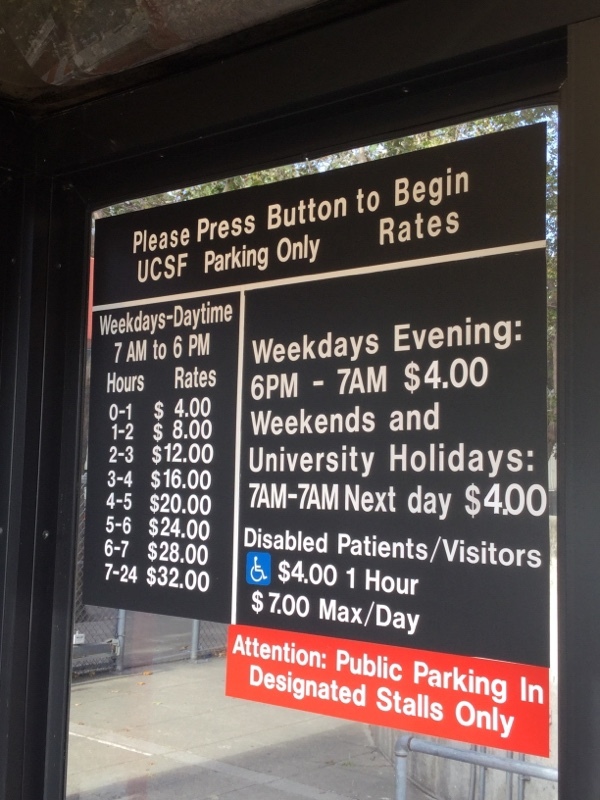 Please Press Button to Begin
UCSF Parking Only Rates
Weekdays-Daytime
7 AM to 6 PM
Hours Rates
0-1 $ 4.00
1-2 $ 8.00
2-3 $12.00
3-4 $16.00
4-5 $20.00
5-6 $24.00
6-7 $28.00
7-24 $32.00
Weekdays Evening:
6PM - 7AM $4.00
Weekends and
University Holidays:
7AM-7AM Next day $4.00
Disabled Patients/Visitors
$4.00 1 Hour
$7.00 Max/Day
Attention: Public Parking In
Designated Stalls Only